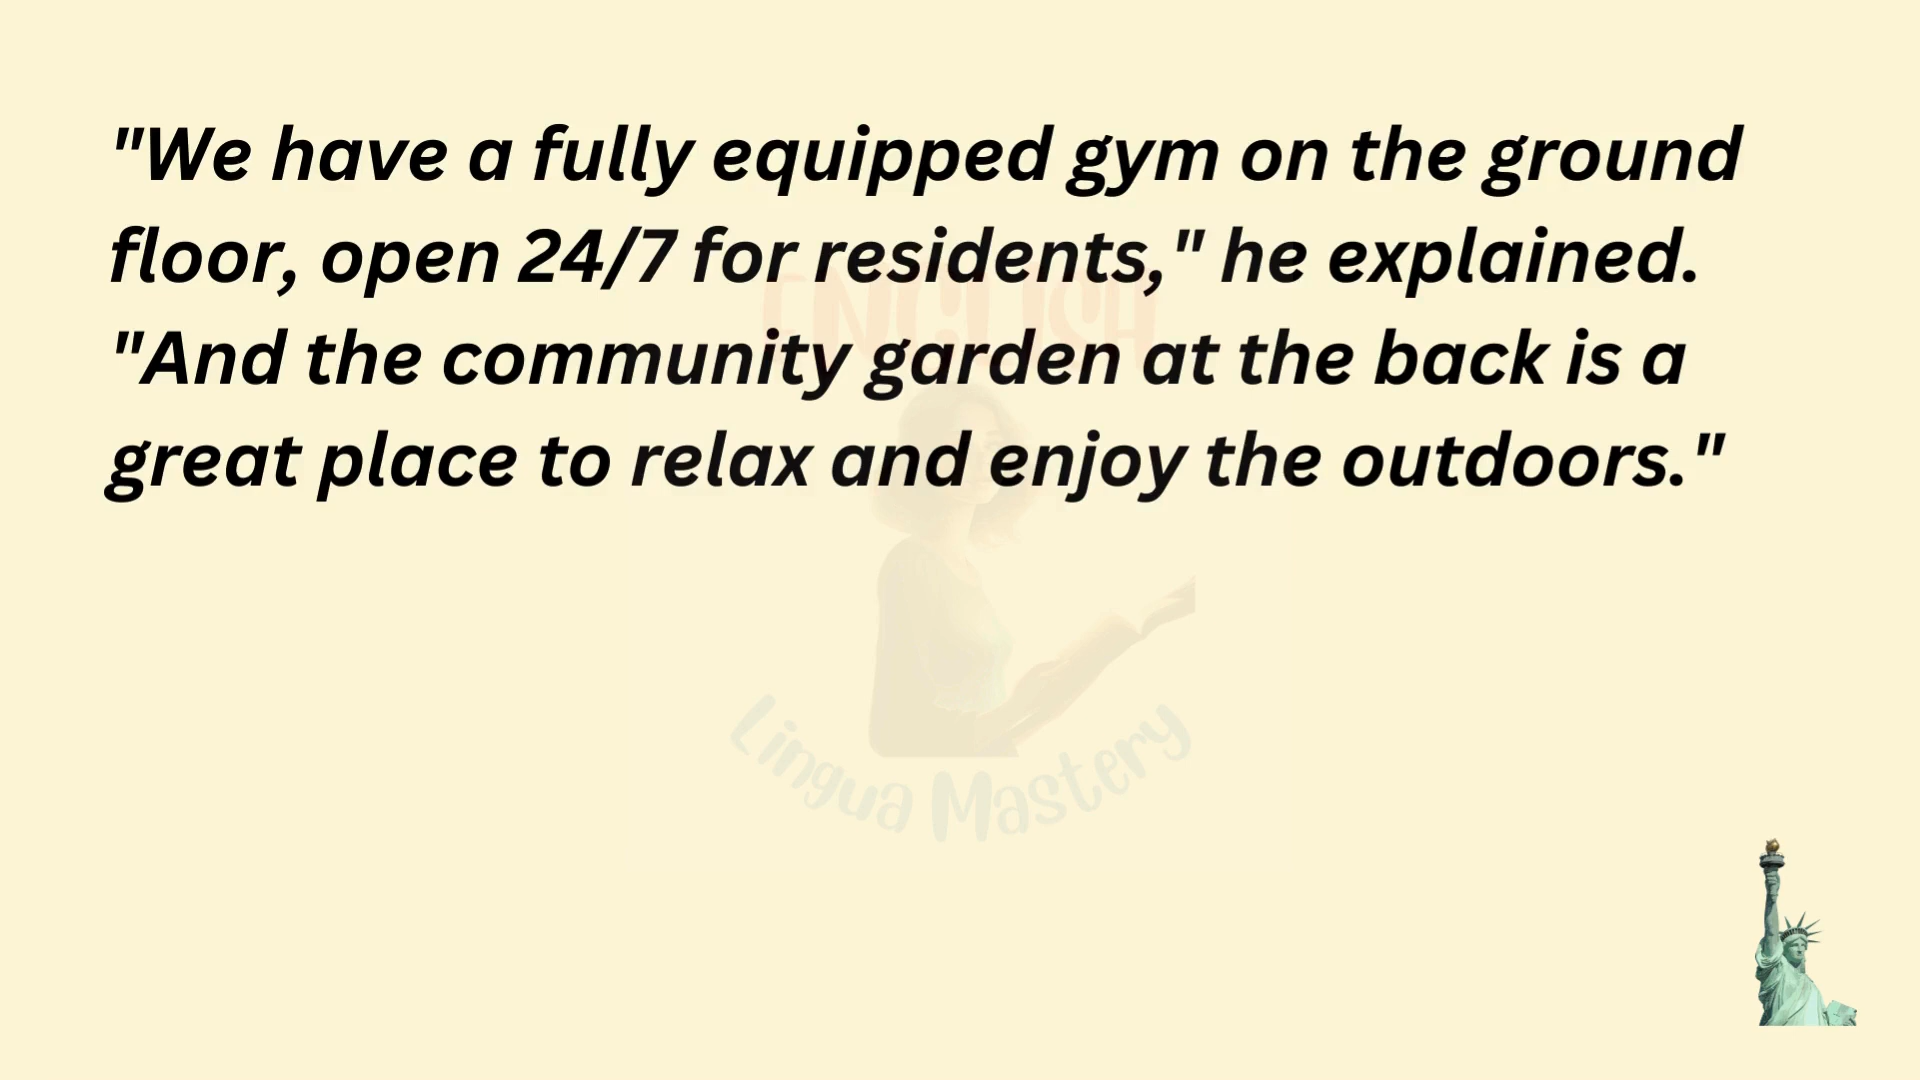 "We have a fully equipped gym on the ground
floor, open 24/7 for residents," he explained.
"And the community garden at the back is a
great place to relax and enjoy the outdoors."
ENGLISH
Lingua Mastery